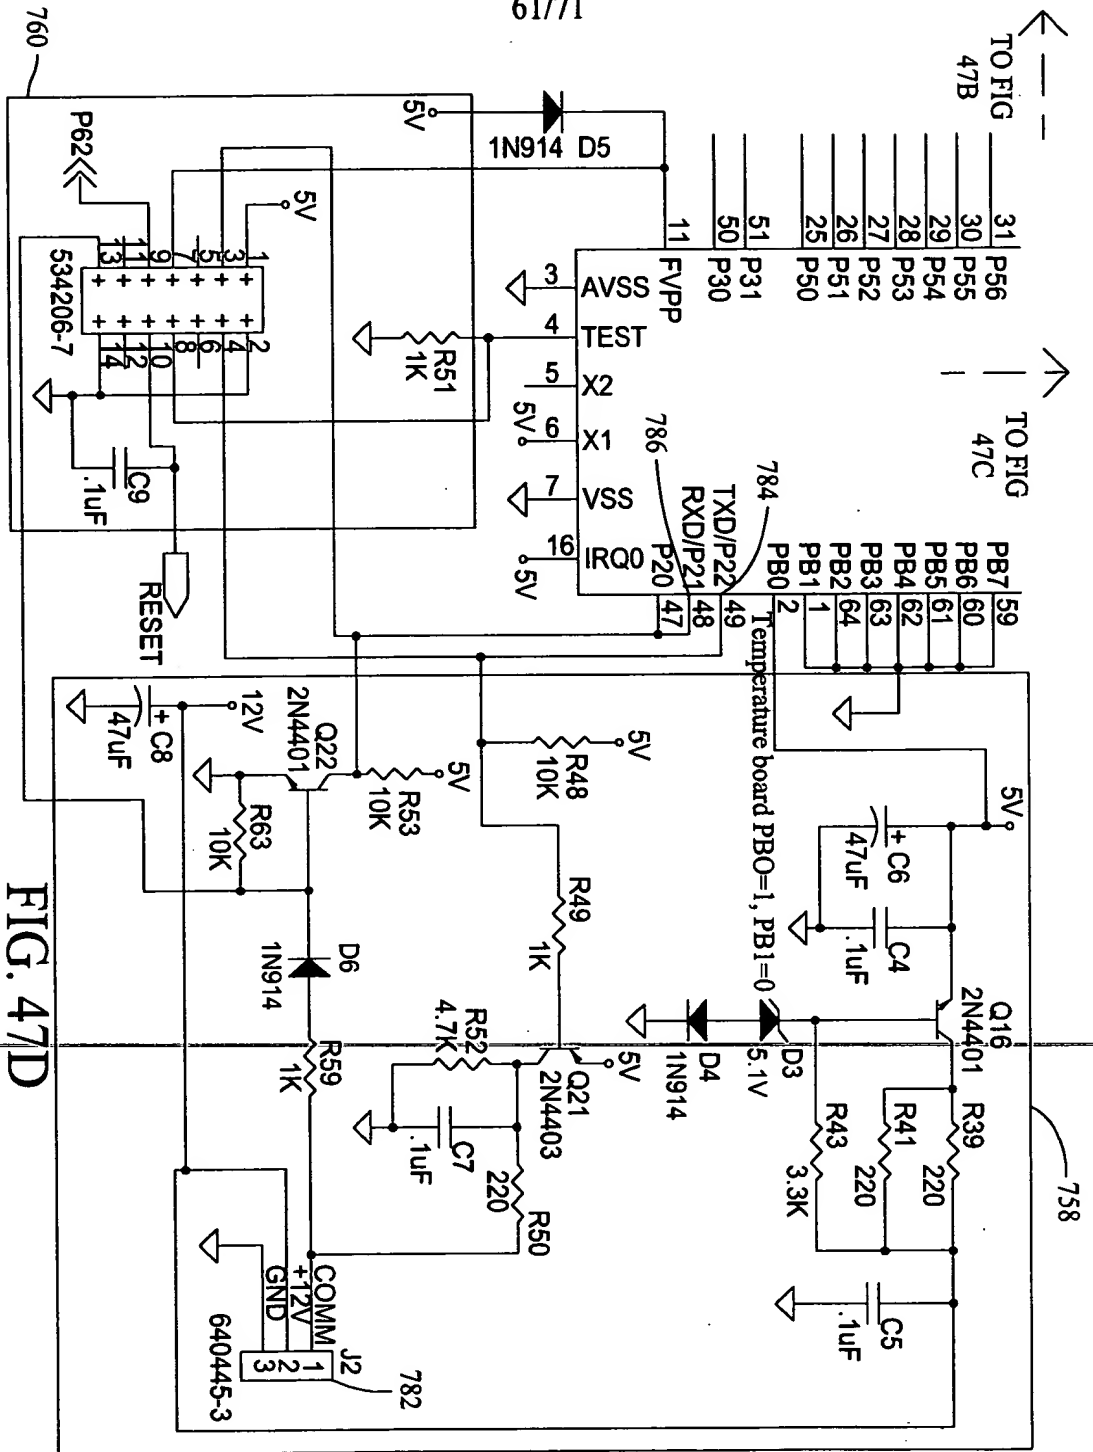 61/71
TO FIG
47B
TO FIG
47C
31 P56
30 P55
29 P54
28 P53
27 P52
26 P51
25 P50
51 P31
50 P30
11 FVPP
3 AVSS
4 TEST
5 X2
6 X1
5V
7 VSS
16 IRQ0
5V
PB7 59
PB6 60
PB5 61
PB4 62
PB3 63
PB2 64
PB1 1
PB0 2
TXD/P22 49
RXD/P21 48
P20 47
784
786
760
5V
1N914 D5
P62
5V
1
3
5
7
9
11
13
2
4
6
8
10
12
14
534206-7
R51
1K
C9
.1uF
RESET
758
Temperature board PBO=1, PB1=0
5V
+ C6
47uF
C4
.1uF
Q16
2N4401
R39
220
R41
220
R43
3.3K
C5
.1uF
D3
5.1V
D4
1N914
5V
R48
10K
R49
1K
5V
Q21
2N4403
R52
4.7K
C7
.1uF
220
R50
5V
R53
10K
Q22
2N4401
R63
10K
D6
1N914
R59
1K
12V
+ C8
47uF
COMM
+12V
GND
J2
1
2
3
640445-3
782
FIG. 47D